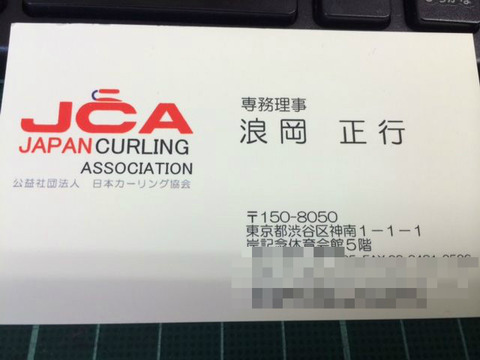 JCA
JAPAN CURLING
ASSOCIATION
公益社団法人 日本カーリング協会
専務理事
浪岡 正行
〒150-8050
東京都渋谷区神南1-1-1
岸記念体育会館5階